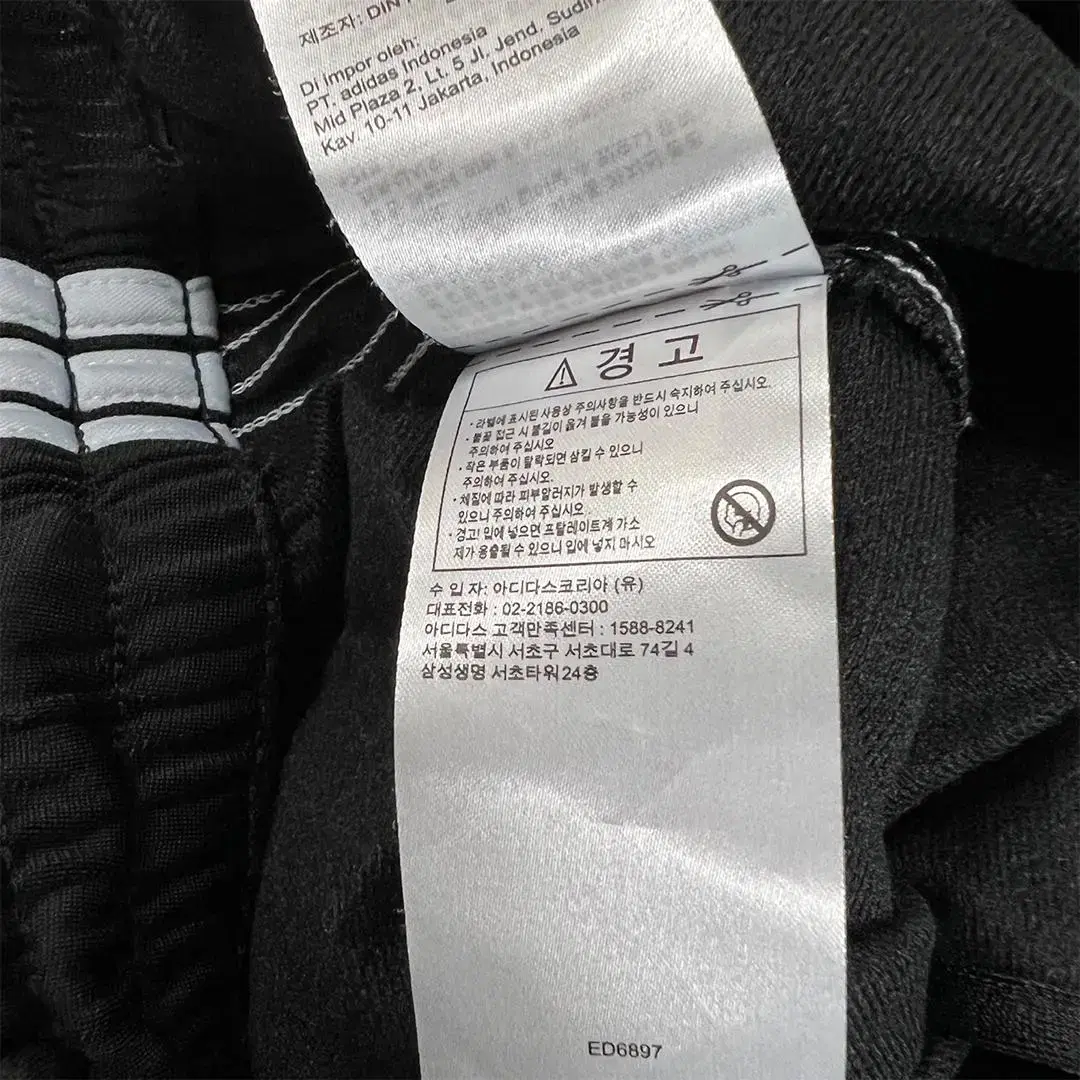 제조자: DIN
Di impor oleh:
PT. adidas Indonesia
Mid Plaza 2, Lt. 5 Jl. Jend. Sudirm
Kav. 10-11 Jakarta, Indonesia
경고
· 라벨에 표시된 사용상 주의사항을 반드시 숙지하여 주십시오.
· 불꽃 접근 시 불길이 옮겨 붙을 가능성이 있으니
주의하여 주십시오
· 작은 부품이 탈락되면 삼킬 수 있으니
주의하여 주십시오.
· 체질에 따라 피부알러지가 발생할 수
있으니 주의하여 주십시오.
· 경고! 입에 넣으면 프탈레이트계 가소
제가 용출될 수 있으니 입에 넣지 마시오
수 입 자: 아디다스코리아 (유)
대표전화 : 02-2186-0300
아디다스 고객만족센터 : 1588-8241
서울특별시 서초구 서초대로 74길 4
삼성생명 서초타워24층
ED6897